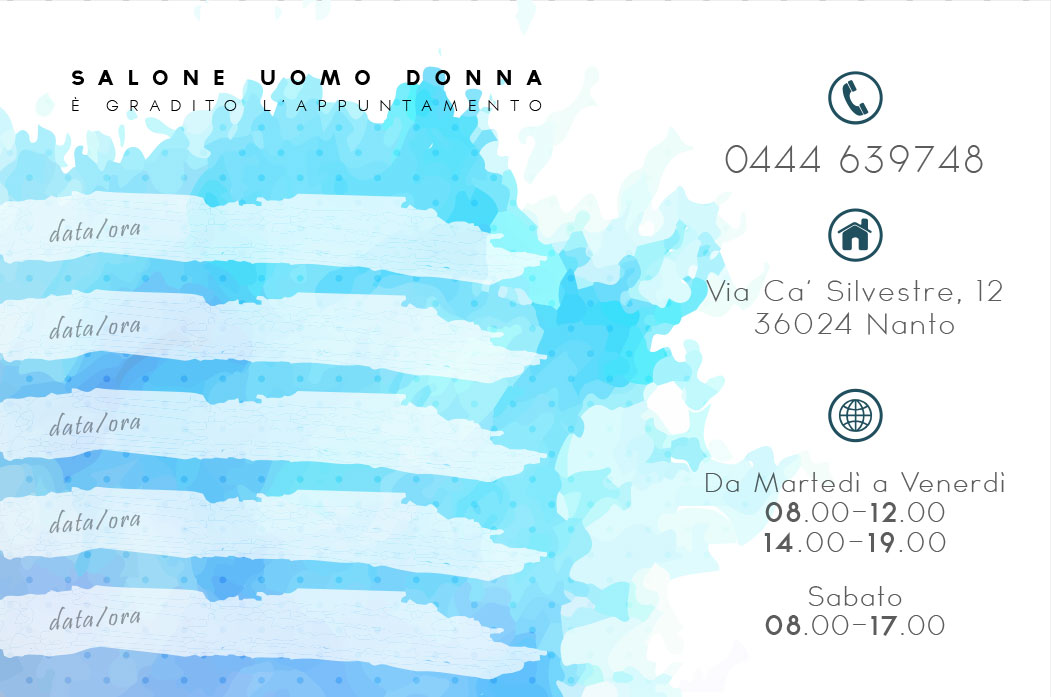 SALONE UOMO DONNA
È GRADITO L'APPUNTAMENTO
data/ora
data/ora
data/ora
data/ora
data/ora
0444 639748
Via Ca' Silvestre, 12
36024 Nanto
Da Martedì a Venerdì
08.00-12.00
14.00-19.00
Sabato
08.00-17.00